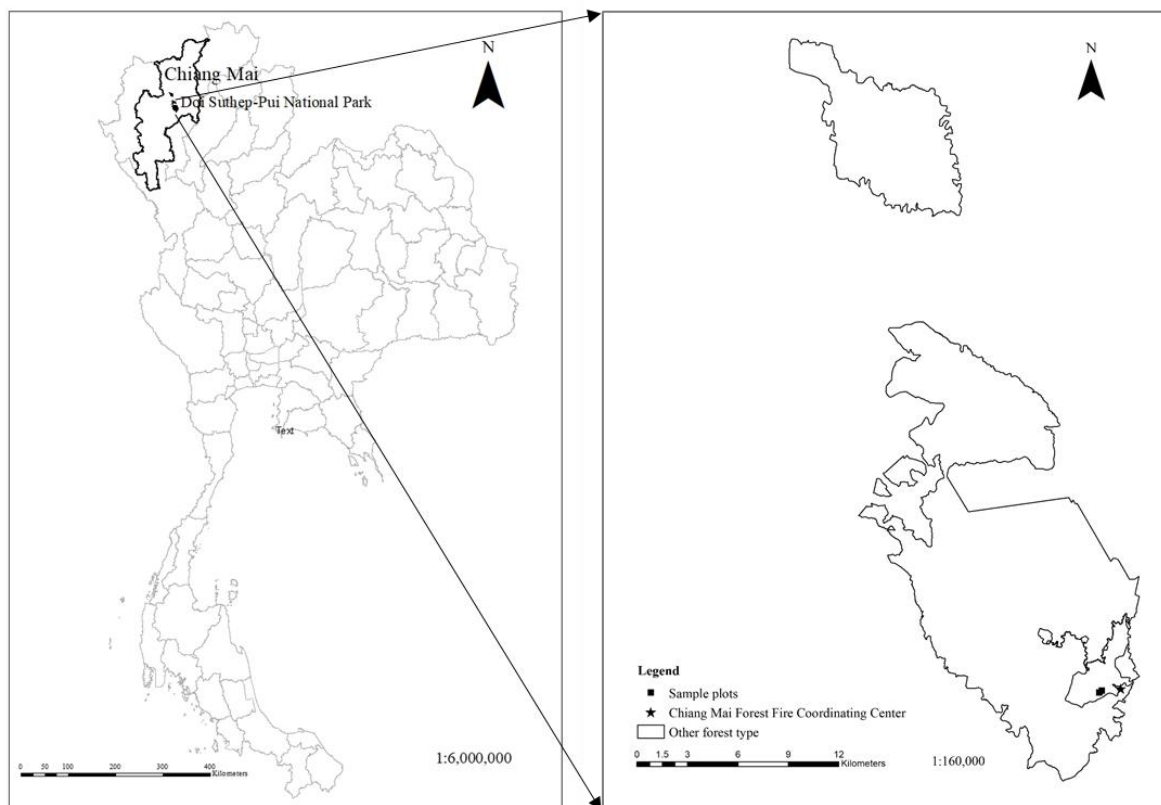 N
Chiang Mai
Doi Suthep-Pui National Park
Text
1:6,000,000
0 50 100 200 300 400
Kilometers
N
Legend
Sample plots
Chiang Mai Forest Fire Coordinating Center
Other forest type
0 1.5 3 6 9 12
Kilometers
1:160,000